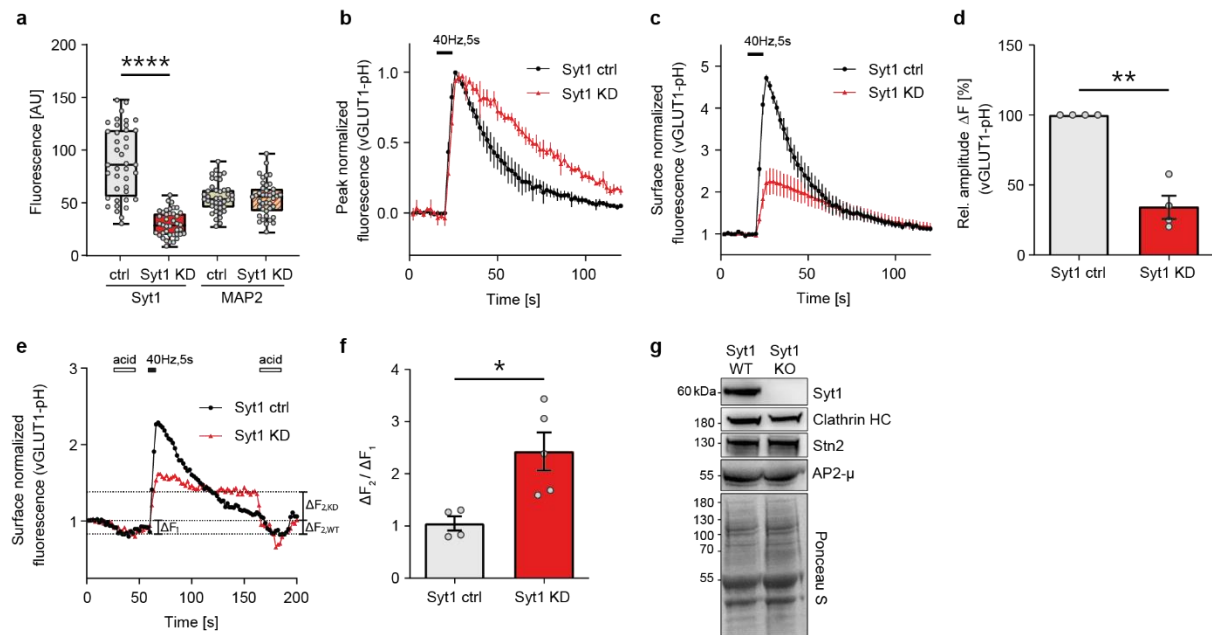 a
Fluorescence [AU]
200
150
100
50
0
****
ctrl Syt1 KD ctrl Syt1 KD
Syt1 MAP2
b
Peak normalized
fluorescence (vGLUT1-pH)
40Hz,5s
Syt1 ctrl
Syt1 KD
1.0
0.5
0.0
0 50 100
Time [s]
c
Surface normalized
fluorescence (vGLUT1-pH)
40Hz,5s
Syt1 ctrl
Syt1 KD
5
4
3
2
1
0 50 100
Time [s]
d
Rel. amplitude ΔF [%]
(vGLUT1-pH)
150
100
50
0
**
Syt1 ctrl Syt1 KD
e
Surface normalized
fluorescence (vGLUT1-pH)
acid 40Hz,5s acid
Syt1 ctrl
Syt1 KD
3
2
1
0
ΔF1
ΔF2,KD
ΔF2,WT
0 50 100 150 200
Time [s]
f
ΔF2 / ΔF1
4
3
2
1
0
*
Syt1 ctrl Syt1 KD
g
Syt1 Syt1
WT KO
60 kDa Syt1
180 Clathrin HC
130 Stn2
55 AP2-μ
180
130
100
70
55
Ponceau S